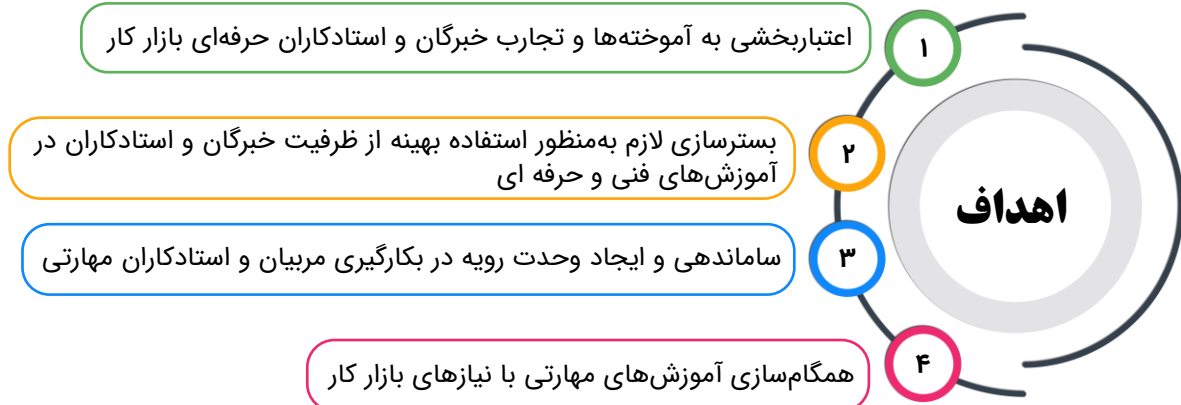 اهداف
۱
اعتباربخشی به آموخته‌ها و تجارب خبرگان و استادکاران حرفه‌ای بازار کار
۲
بسترسازی لازم به‌منظور استفاده بهینه از ظرفیت خبرگان و استادکاران در
آموزش‌های فنی و حرفه ای
۳
ساماندهی و ایجاد وحدت رویه در بکارگیری مربیان و استادکاران مهارتی
۴
همگام‌سازی آموزش‌های مهارتی با نیازهای بازار کار